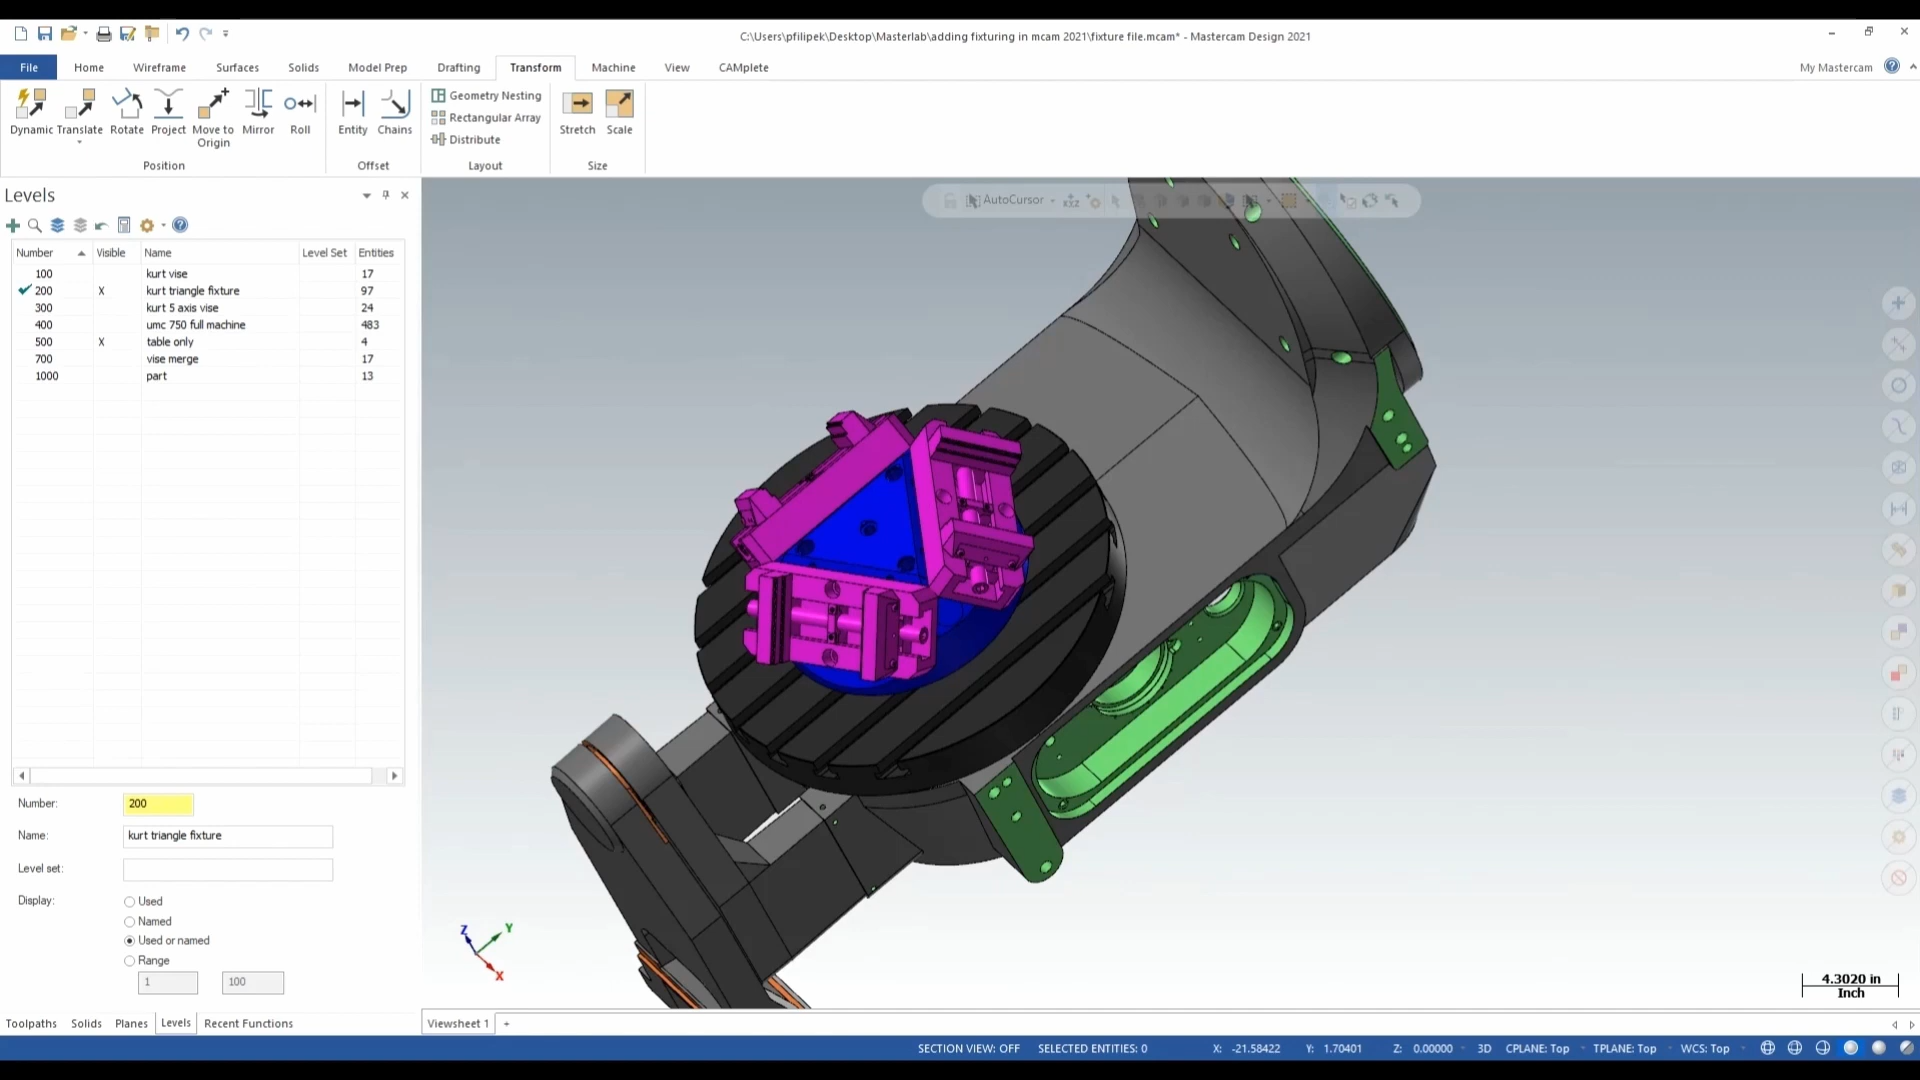 C:\Users\pfilipek\Desktop\Masterlab\adding fixturing in mcam 2021\fixture file.mcam* - Mastercam Design 2021
File Home Wireframe Surfaces Solids Model Prep Drafting Transform Machine View CAMplete My Mastercam
Dynamic Translate Rotate Project Move to Origin Mirror Roll
Position
Entity Chains
Offset
Geometry Nesting
Rectangular Array
Distribute
Layout
Stretch Scale
Size
Levels
AutoCursor
Number Visible Name Level Set Entities
100 kurt vise 17
200 X kurt triangle fixture 97
300 kurt 5 axis vise 24
400 umc 750 full machine 483
500 X table only 4
700 vise merge 17
1000 part 13
Number: 200
Name: kurt triangle fixture
Level set:
Display:
Used
Named
Used or named
Range
1 100
Z Y X
4.3020 in
Inch
Toolpaths Solids Planes Levels Recent Functions
Viewsheet 1 +
SECTION VIEW: OFF SELECTED ENTITIES: 0 X: -21.58422 Y: 1.70401 Z: 0.00000 3D CPLANE: Top TPLANE: Top WCS: Top